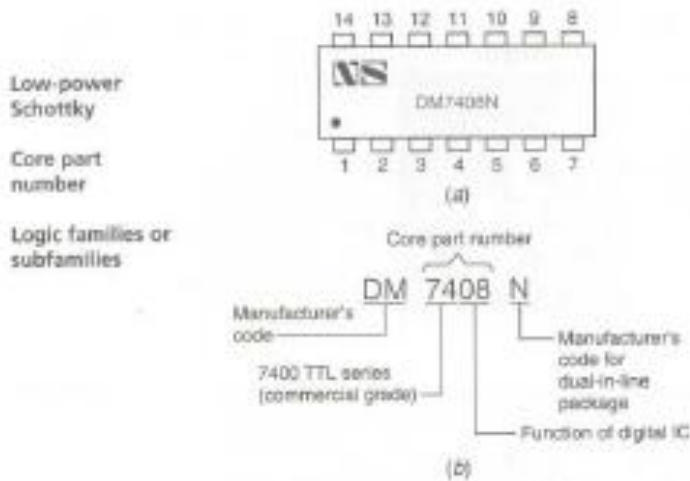 14 13 12 11 10 9 8
Low-power
Schottky
NS
DM7408N
1 2 3 4 5 6 7
(a)
Core part
number
Logic families or
subfamilies
Core part number
DM 7408 N
Manufacturer's
code
Manufacturer's
code for
dual-in-line
package
7400 TTL series
(commercial grade)
Function of digital IC
(b)